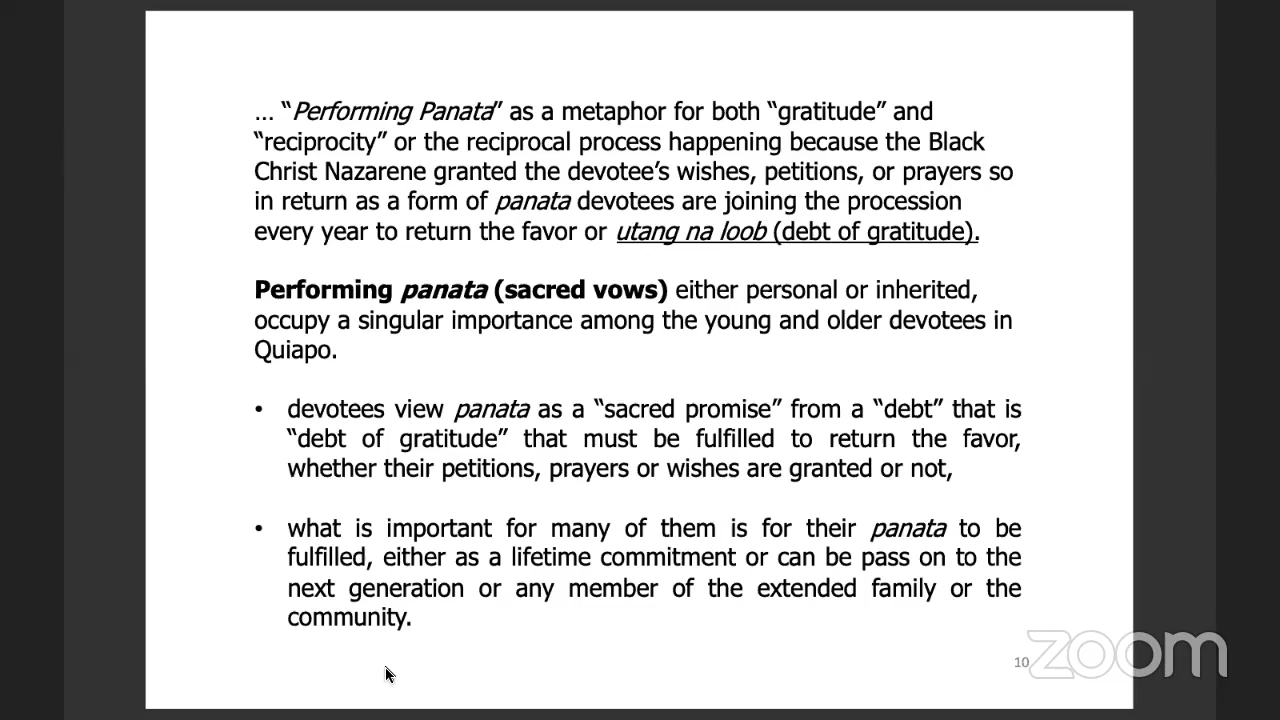 … “Performing Panata” as a metaphor for both “gratitude” and
“reciprocity” or the reciprocal process happening because the Black
Christ Nazarene granted the devotee’s wishes, petitions, or prayers so
in return as a form of panata devotees are joining the procession
every year to return the favor or utang na loob (debt of gratitude).
Performing panata (sacred vows) either personal or inherited,
occupy a singular importance among the young and older devotees in
Quiapo.
• devotees view panata as a “sacred promise” from a “debt” that is
“debt of gratitude” that must be fulfilled to return the favor,
whether their petitions, prayers or wishes are granted or not,
• what is important for many of them is for their panata to be
fulfilled, either as a lifetime commitment or can be pass on to the
next generation or any member of the extended family or the
community.
10
zoom